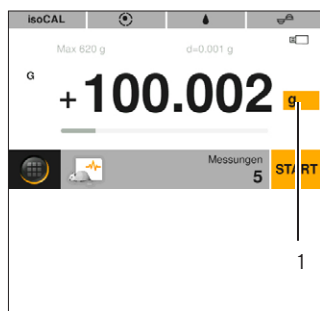 isoCAL
Max 620 g d=0.001 g
G
+100.002 g
Messungen
5
START
1